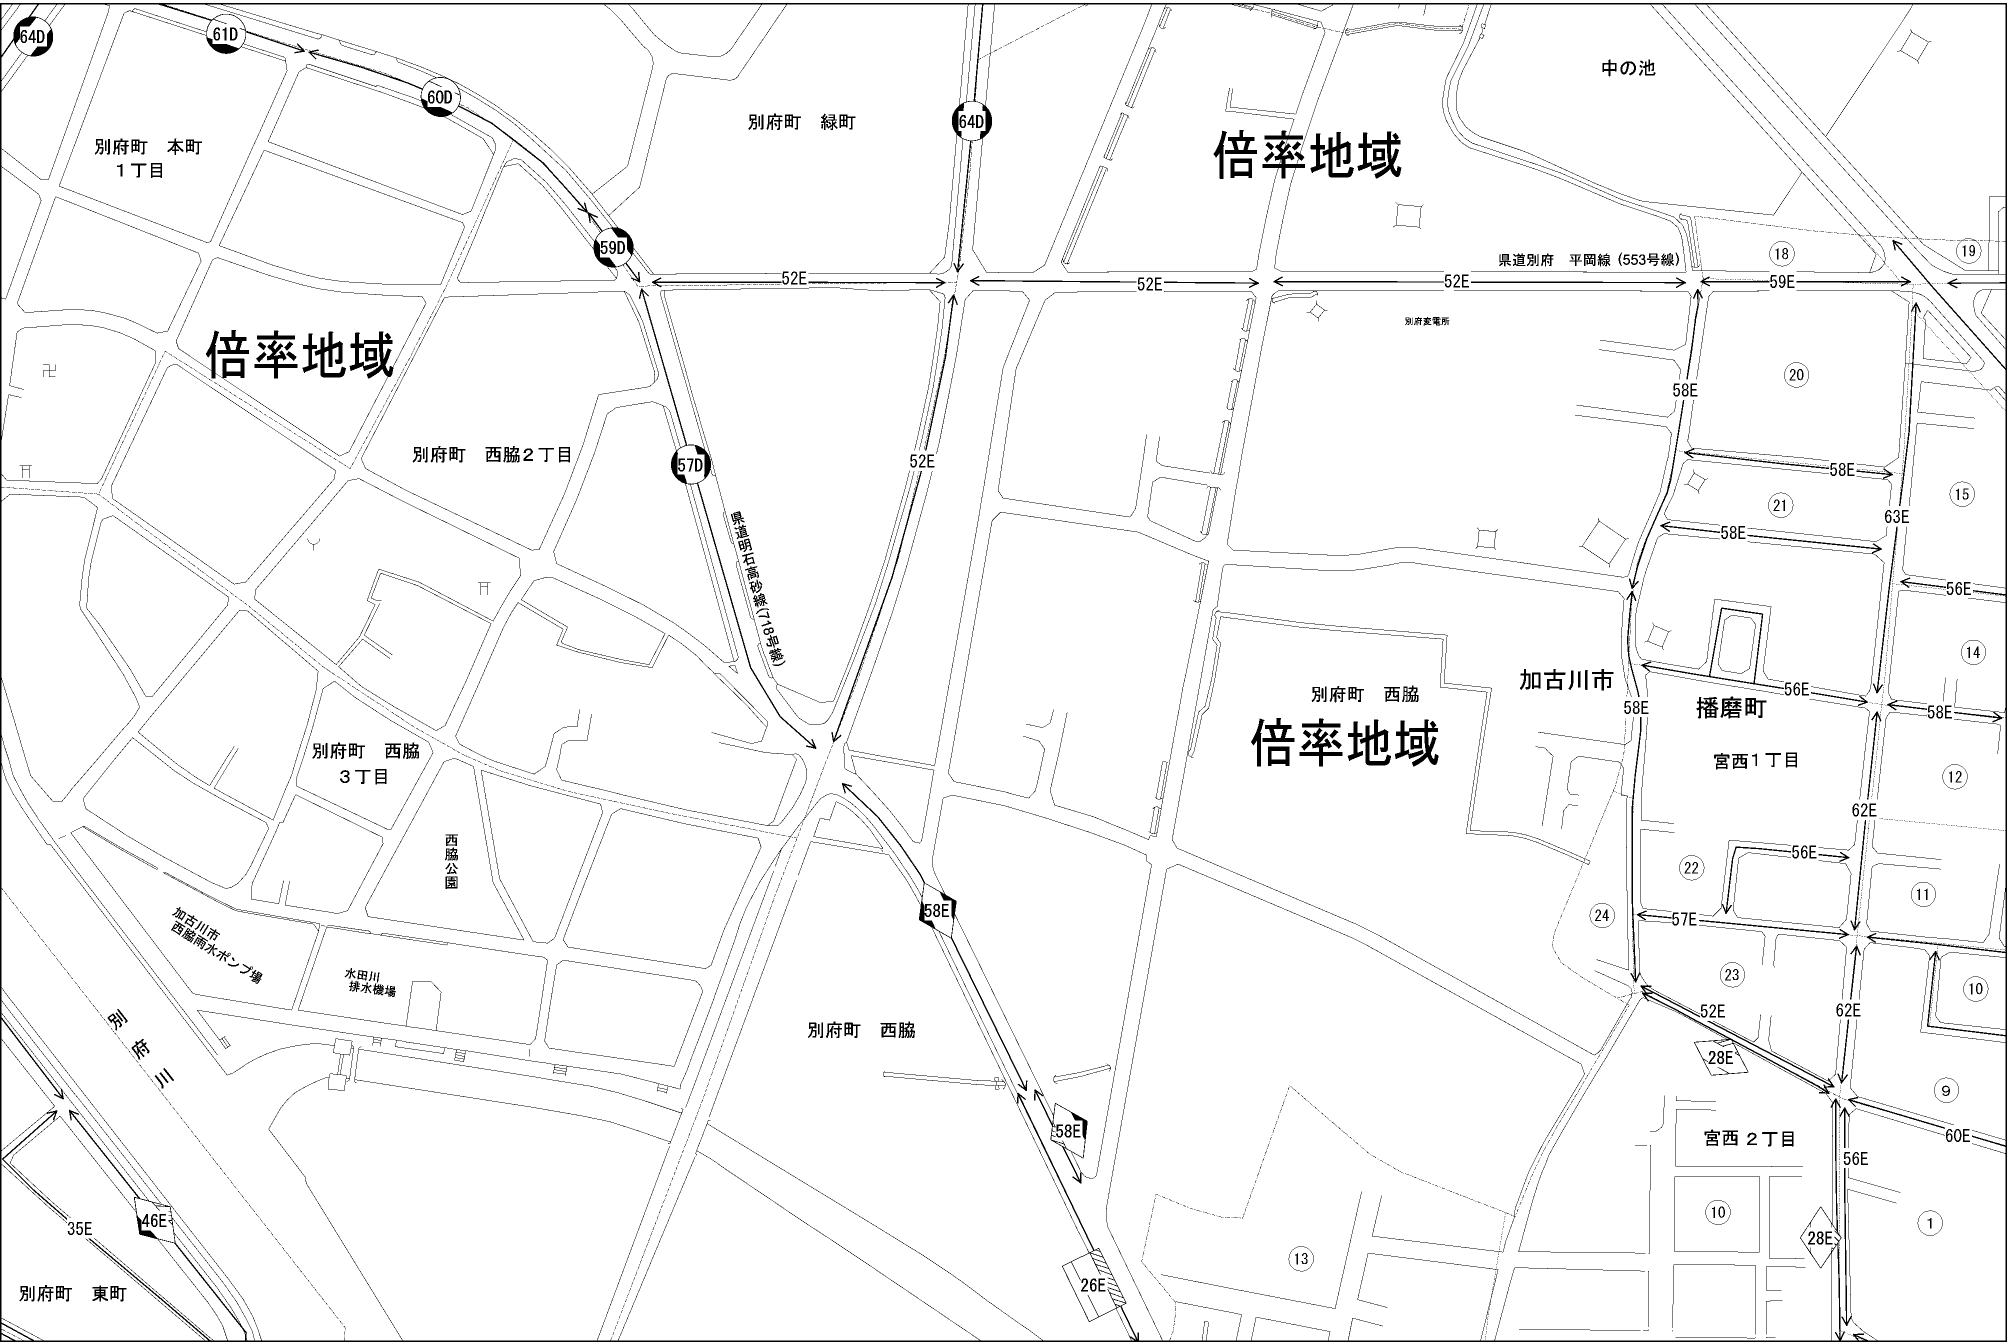 64D
61D
60D
別府町　本町
１丁目
別府町　緑町
64D
倍率地域
中の池
59D
52E
52E
県道別府　平岡線 (553号線)
52E
18
59E
19
別府変電所
倍率地域
58E
20
別府町　西脇２丁目
57D
52E
58E
15
21
63E
58E
県道明石高砂線(718号線)
56E
14
加古川市
別府町　西脇
56E
58E
播磨町
58E
倍率地域
別府町　西脇
３丁目
宮西１丁目
12
62E
西脇公園
56E
22
11
58E
24
57E
加古川市
西脇雨水ポンプ場
水田川
排水機場
23
10
52E
62E
別府川
別府町　西脇
28E
9
58E
宮西２丁目
60E
56E
46E
35E
10
1
28E
13
26E
別府町　東町